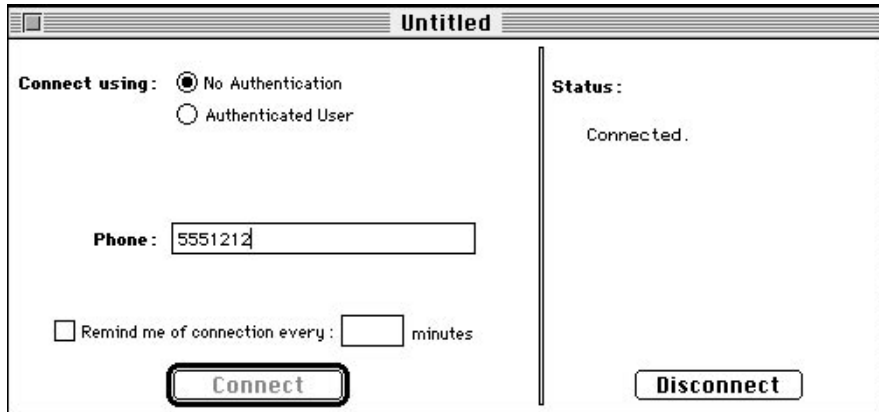 Untitled
Connect using:
No Authentication
Authenticated User
Phone:
5551212
Remind me of connection every: minutes
Connect
Status:
Connected.
Disconnect